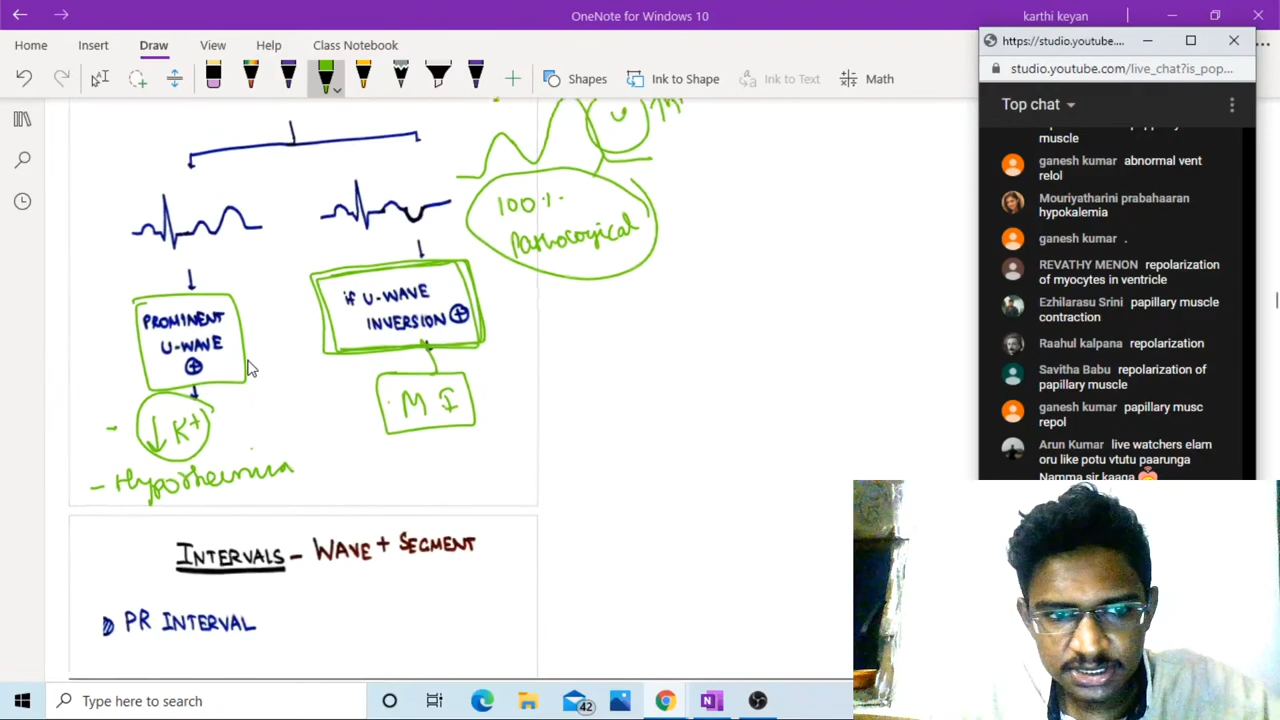 OneNote for Windows 10
karthi keyan
Home
Insert
Draw
View
Help
Class Notebook
Shapes
Ink to Shape
Ink to Text
Math
https://studio.youtube....
studio.youtube.com/live_chat?is_pop...
Top chat
muscle
ganesh kumar abnormal vent
relol
Mouriyatharini prabahaaran
hypokalemia
ganesh kumar .
REVATHY MENON repolarization
of myocytes in ventricle
Ezhilarasu Srini papillary muscle
contraction
Raahul kalpana repolarization
Savitha Babu repolarization of
papillary muscle
ganesh kumar papillary musc
repol
Arun Kumar live watchers elam
oru like potu vtutu paarunga
Namma sir kaaga
U
100%
Pathological
PROMINENT
U-WAVE
+
if U-WAVE
INVERSION +
M I
- ↓ K+
- Hypothermia
INTERVALS - WAVE + SEGMENT
PR INTERVAL
Type here to search
42